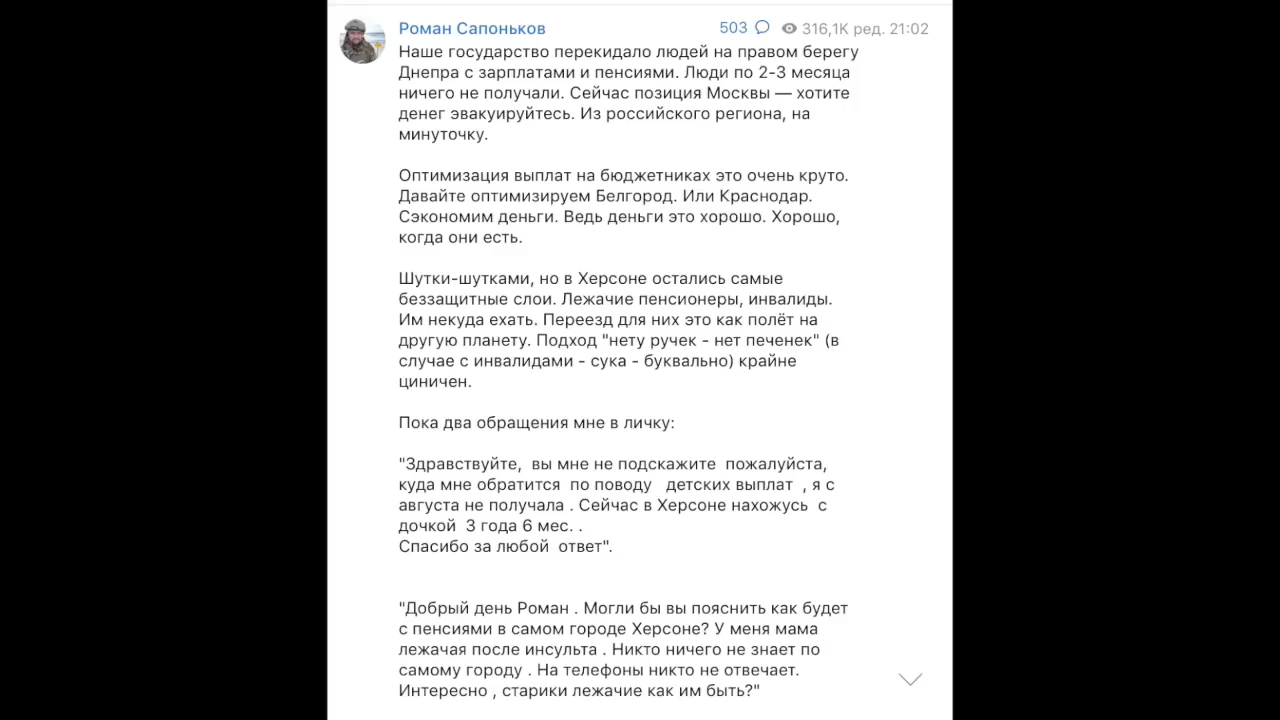 Роман Сапоньков 503 316,1K ред. 21:02
Наше государство перекидало людей на правом берегу
Днепра с зарплатами и пенсиями. Люди по 2-3 месяца
ничего не получали. Сейчас позиция Москвы — хотите
денег эвакуируйтесь. Из российского региона, на
минуточку.
Оптимизация выплат на бюджетниках это очень круто.
Давайте оптимизируем Белгород. Или Краснодар.
Сэкономим деньги. Ведь деньги это хорошо. Хорошо,
когда они есть.
Шутки-шутками, но в Херсоне остались самые
беззащитные слои. Лежачие пенсионеры, инвалиды.
Им некуда ехать. Переезд для них это как полёт на
другую планету. Подход "нету ручек - нет печенек" (в
случае с инвалидами - сука - буквально) крайне
циничен.
Пока два обращения мне в личку:
"Здравствуйте,  вы мне не подскажите  пожалуйста,
куда мне обратится  по поводу   детских выплат  , я с
августа не получала . Сейчас в Херсоне нахожусь  с
дочкой  3 года 6 мес. .
Спасибо за любой  ответ".
"Добрый день Роман . Могли бы вы пояснить как будет
с пенсиями в самом городе Херсоне? У меня мама
лежачая после инсульта . Никто ничего не знает по
самому городу . На телефоны никто не отвечает.
Интересно , старики лежачие как им быть?"